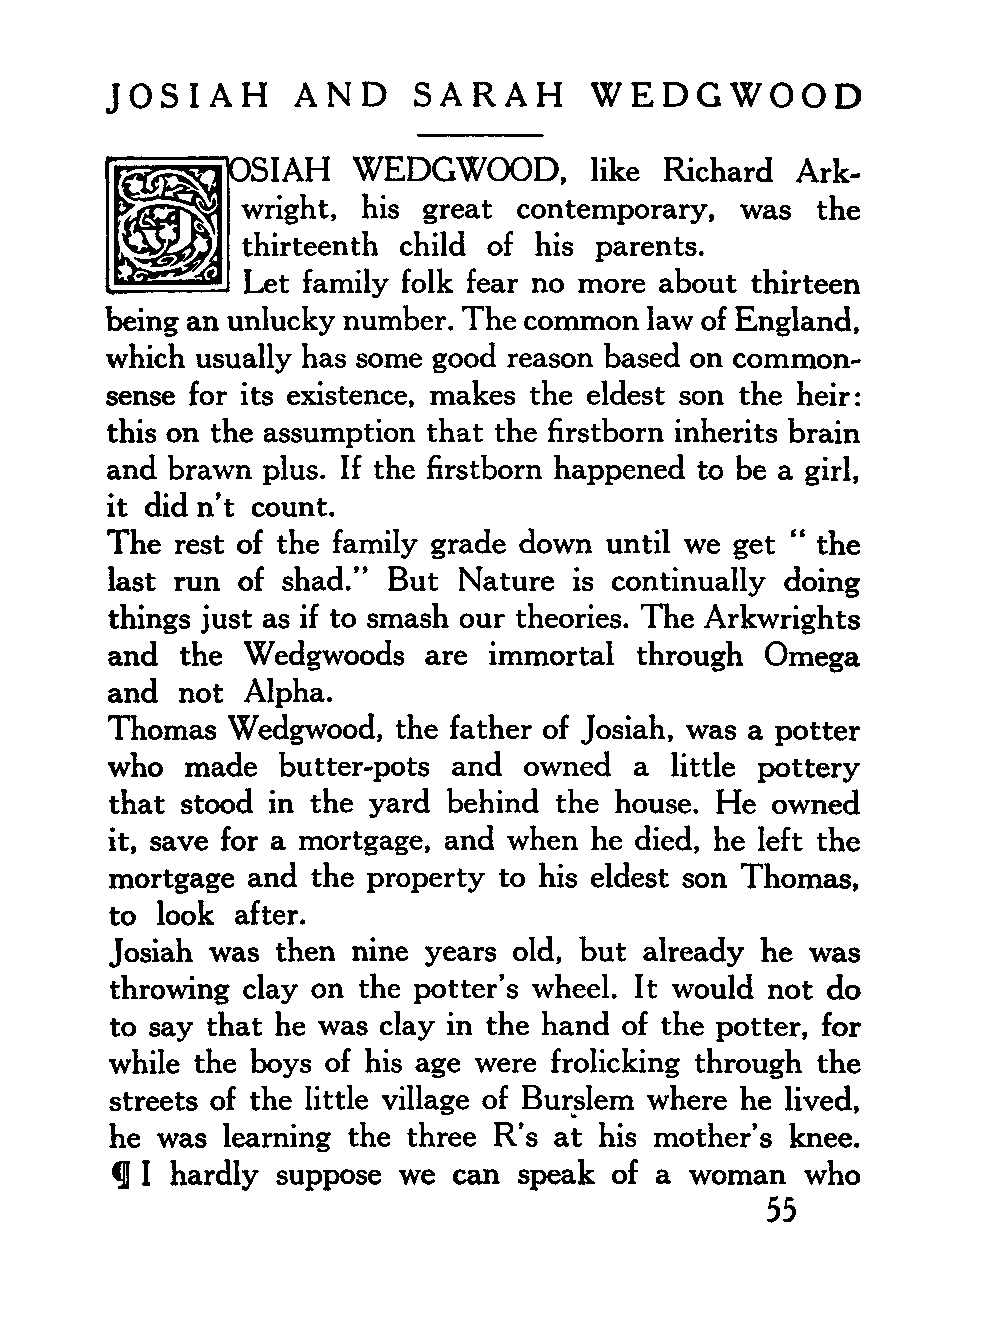 JOSIAH AND SARAH WEDGWOOD
JOSIAH WEDGWOOD, like Richard Ark-
wright, his great contemporary, was the
thirteenth child of his parents.
Let family folk fear no more about thirteen
being an unlucky number. The common law of England,
which usually has some good reason based on common-
sense for its existence, makes the eldest son the heir:
this on the assumption that the firstborn inherits brain
and brawn plus. If the firstborn happened to be a girl,
it did n't count.
The rest of the family grade down until we get " the
last run of shad." But Nature is continually doing
things just as if to smash our theories. The Arkwrights
and the Wedgwoods are immortal through Omega
and not Alpha.
Thomas Wedgwood, the father of Josiah, was a potter
who made butter-pots and owned a little pottery
that stood in the yard behind the house. He owned
it, save for a mortgage, and when he died, he left the
mortgage and the property to his eldest son Thomas,
to look after.
Josiah was then nine years old, but already he was
throwing clay on the potter's wheel. It would not do
to say that he was clay in the hand of the potter, for
while the boys of his age were frolicking through the
streets of the little village of Burslem where he lived,
he was learning the three R's at his mother's knee.
¶ I hardly suppose we can speak of a woman who
55